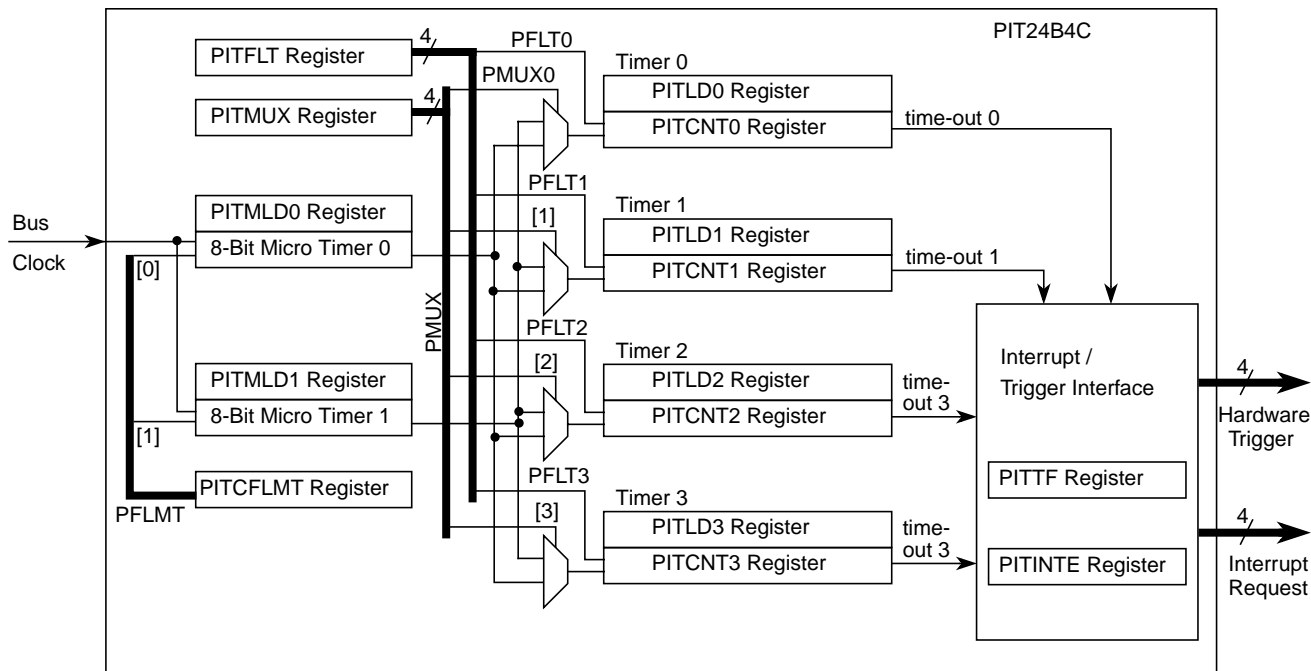 PIT24B4C
4
PFLT0
PITFLT Register
Timer 0
PMUX0
PITLD0 Register
4
PITMUX Register
PITCNT0 Register
time-out 0
PFLT1
Timer 1
Bus
Clock
PITMLD0 Register
[1]
PITLD1 Register
8-Bit Micro Timer 0
[0]
PITCNT1 Register
time-out 1
PMUX
PFLT2
Timer 2
Interrupt /
Trigger Interface
[2]
PITMLD1 Register
PITLD2 Register
time-
out 3
4
8-Bit Micro Timer 1
[1]
PITCNT2 Register
Hardware
Trigger
PFLT3
PITCFLMT Register
PFLMT
Timer 3
PITTF Register
[3]
PITLD3 Register
time-
out 3
4
PITCNT3 Register
PITINTE Register
Interrupt
Request